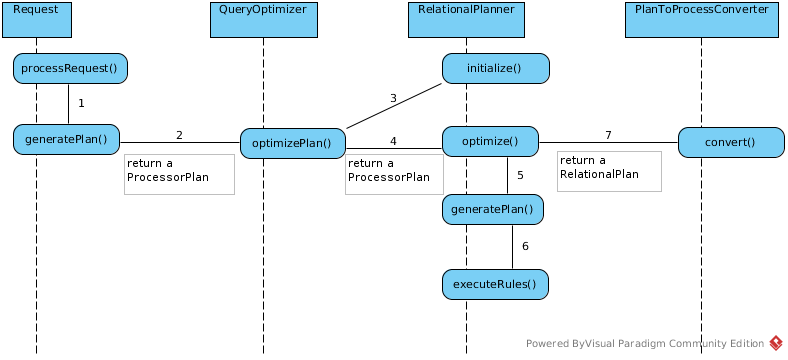 Request
QueryOptimizer
RelationalPlanner
PlanToProcessConverter
processRequest()
initialize()
1
3
generatePlan()
2
optimizePlan()
4
optimize()
7
convert()
return a
ProcessorPlan
return a
ProcessorPlan
return a
RelationalPlan
5
generatePlan()
6
executeRules()
Powered ByVisual Paradigm Community Edition